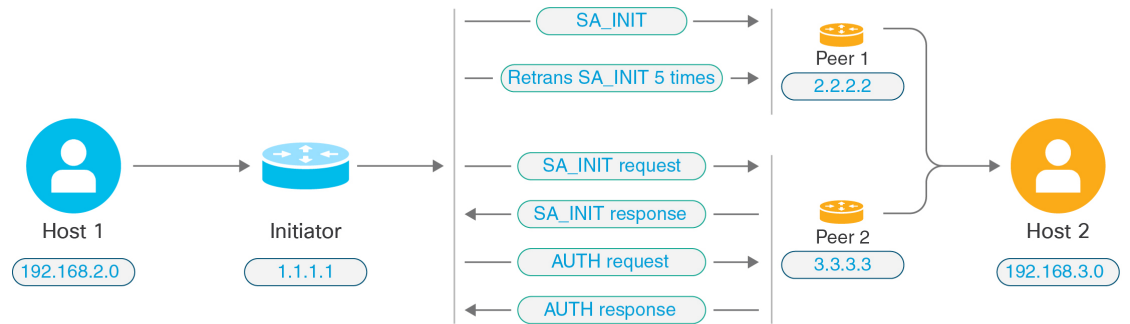 SA_INIT
Retrans SA_INIT 5 times
Peer 1
2.2.2.2
SA_INIT request
SA_INIT response
AUTH request
AUTH response
Peer 2
3.3.3.3
Host 1
192.168.2.0
Initiator
1.1.1.1
Host 2
192.168.3.0